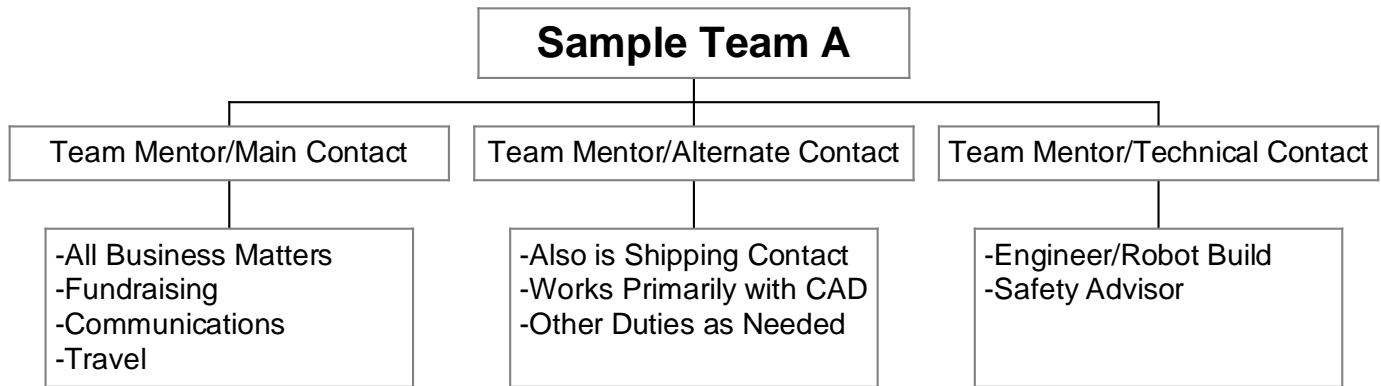 Sample Team A
Team Mentor/Main Contact
Team Mentor/Alternate Contact
Team Mentor/Technical Contact
-All Business Matters
-Fundraising
-Communications
-Travel
-Also is Shipping Contact
-Works Primarily with CAD
-Other Duties as Needed
-Engineer/Robot Build
-Safety Advisor